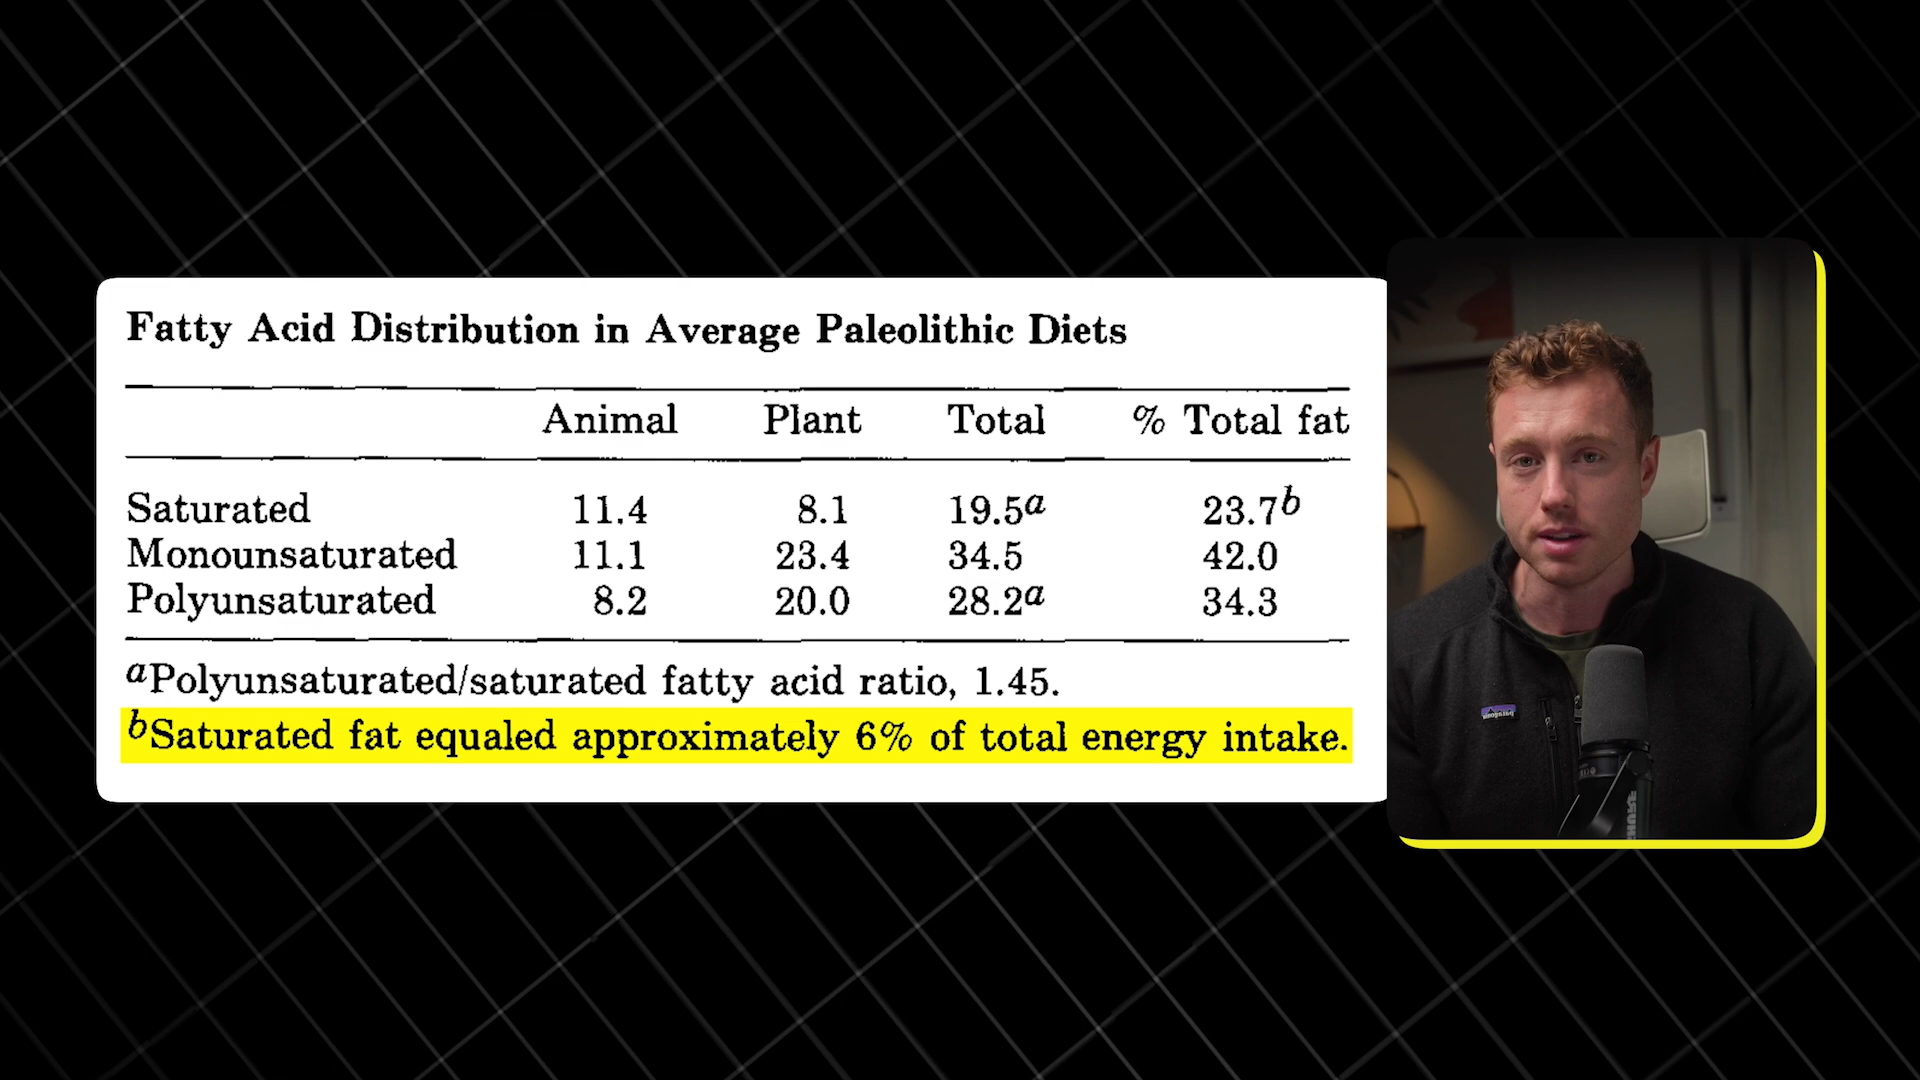 Fatty Acid Distribution in Average Paleolithic Diets
Animal Plant Total % Total fat
Saturated 11.4 8.1 19.5a 23.7b
Monounsaturated 11.1 23.4 34.5 42.0
Polyunsaturated 8.2 20.0 28.2a 34.3
aPolyunsaturated/saturated fatty acid ratio, 1.45.
bSaturated fat equaled approximately 6% of total energy intake.